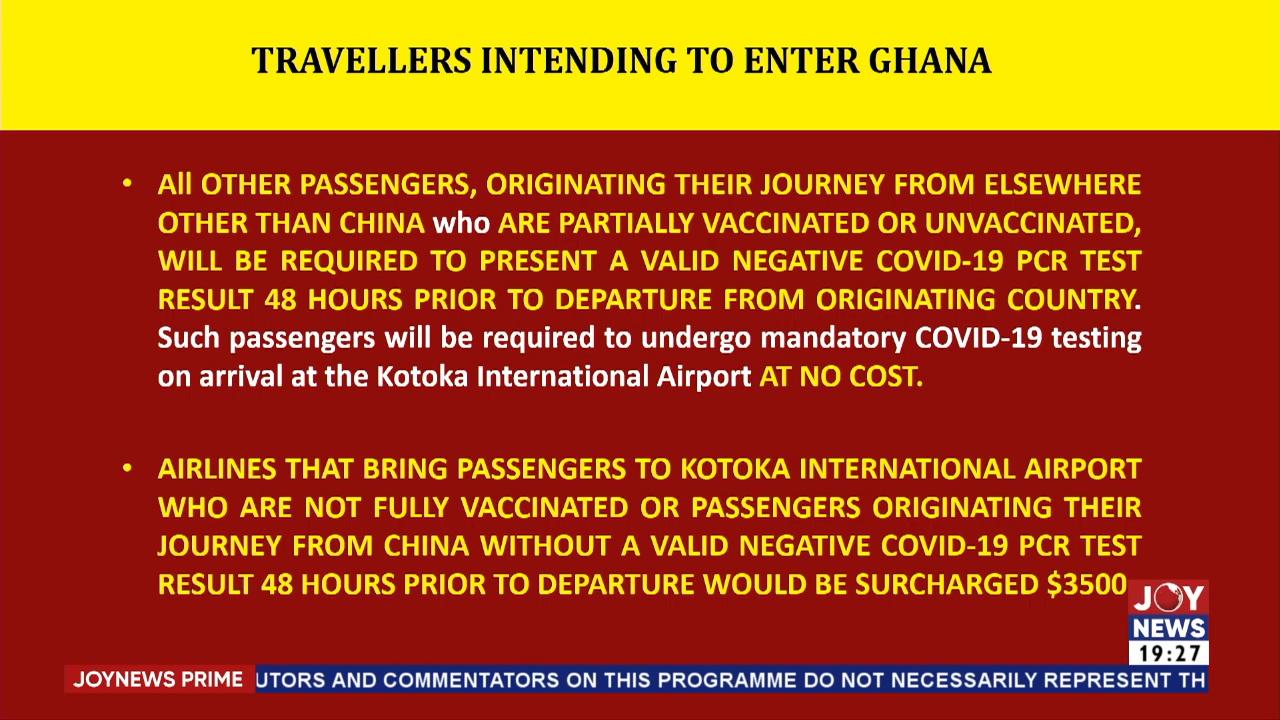 TRAVELLERS INTENDING TO ENTER GHANA
• All OTHER PASSENGERS, ORIGINATING THEIR JOURNEY FROM ELSEWHERE
OTHER THAN CHINA who ARE PARTIALLY VACCINATED OR UNVACCINATED,
WILL BE REQUIRED TO PRESENT A VALID NEGATIVE COVID-19 PCR TEST
RESULT 48 HOURS PRIOR TO DEPARTURE FROM ORIGINATING COUNTRY.
Such passengers will be required to undergo mandatory COVID-19 testing
on arrival at the Kotoka International Airport AT NO COST.
• AIRLINES THAT BRING PASSENGERS TO KOTOKA INTERNATIONAL AIRPORT
WHO ARE NOT FULLY VACCINATED OR PASSENGERS ORIGINATING THEIR
JOURNEY FROM CHINA WITHOUT A VALID NEGATIVE COVID-19 PCR TEST
RESULT 48 HOURS PRIOR TO DEPARTURE WOULD BE SURCHARGED $3500
JOY
NEWS
19:27
JOYNEWS PRIME UTORS AND COMMENTATORS ON THIS PROGRAMME DO NOT NECESSARILY REPRESENT TH